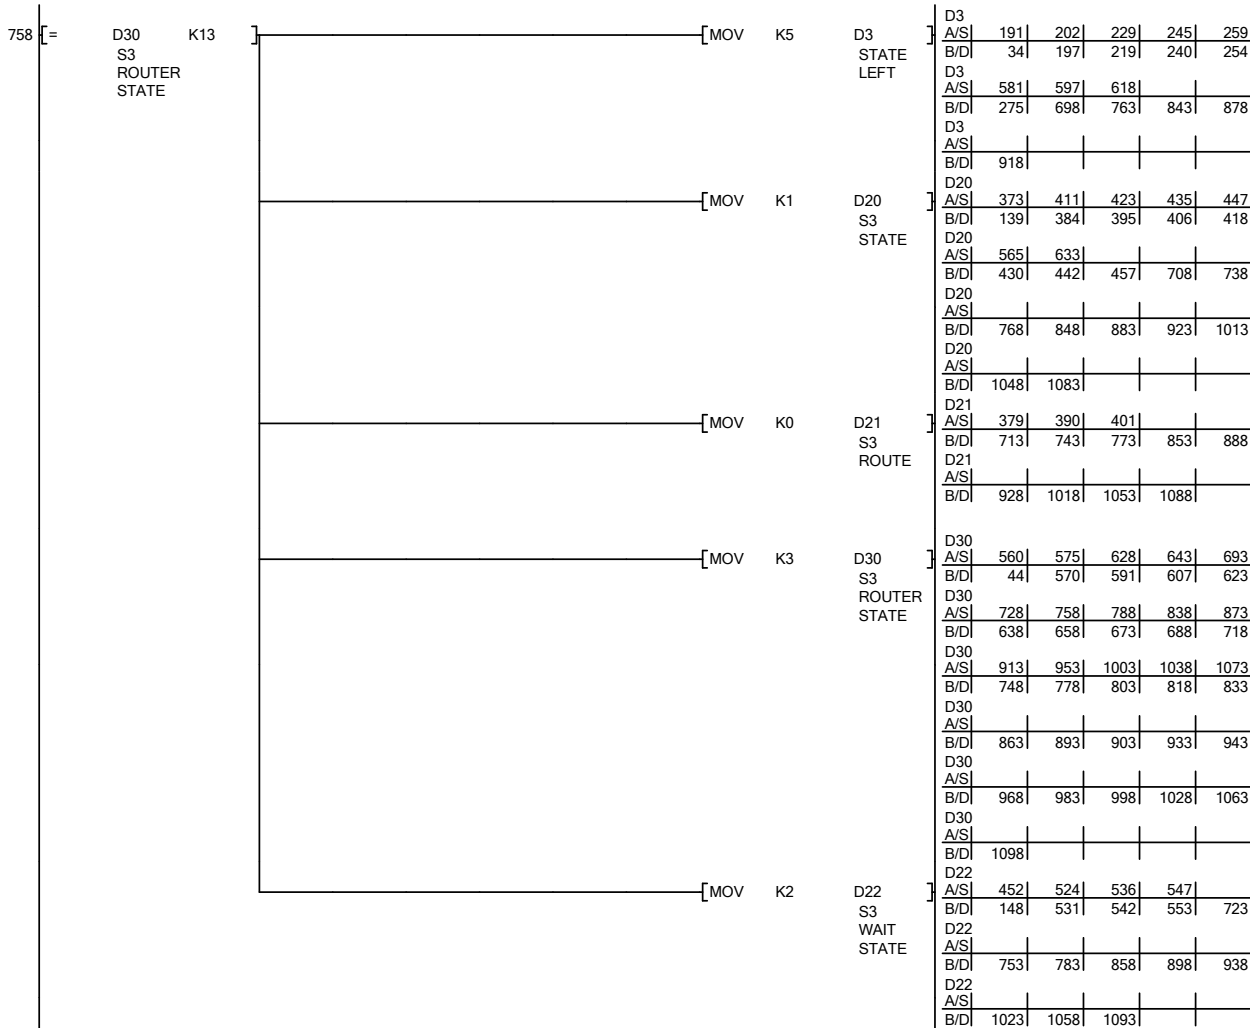 D3
758 [= D30 K13 ] [MOV K5 D3 ] A/S 191 202 229 245 259
S3 STATE B/D 34 197 219 240 254
ROUTER LEFT D3
STATE A/S 581 597 618
B/D 275 698 763 843 878
D3
A/S
B/D 918
D20
[MOV K1 D20 ] A/S 373 411 423 435 447
S3 B/D 139 384 395 406 418
STATE D20
A/S 565 633
B/D 430 442 457 708 738
D20
A/S
B/D 768 848 883 923 1013
D20
A/S
B/D 1048 1083
D21
[MOV K0 D21 ] A/S 379 390 401
S3 B/D 713 743 773 853 888
ROUTE D21
A/S
B/D 928 1018 1053 1088
D30
[MOV K3 D30 ] A/S 560 575 628 643 693
S3 B/D 44 570 591 607 623
ROUTER D30
STATE A/S 728 758 788 838 873
B/D 638 658 673 688 718
D30
A/S 913 953 1003 1038 1073
B/D 748 778 803 818 833
D30
A/S
B/D 863 893 903 933 943
D30
A/S
B/D 968 983 998 1028 1063
D30
A/S
B/D 1098
D22
[MOV K2 D22 ] A/S 452 524 536 547
S3 B/D 148 531 542 553 723
WAIT D22
STATE A/S
B/D 753 783 858 898 938
D22
A/S
B/D 1023 1058 1093